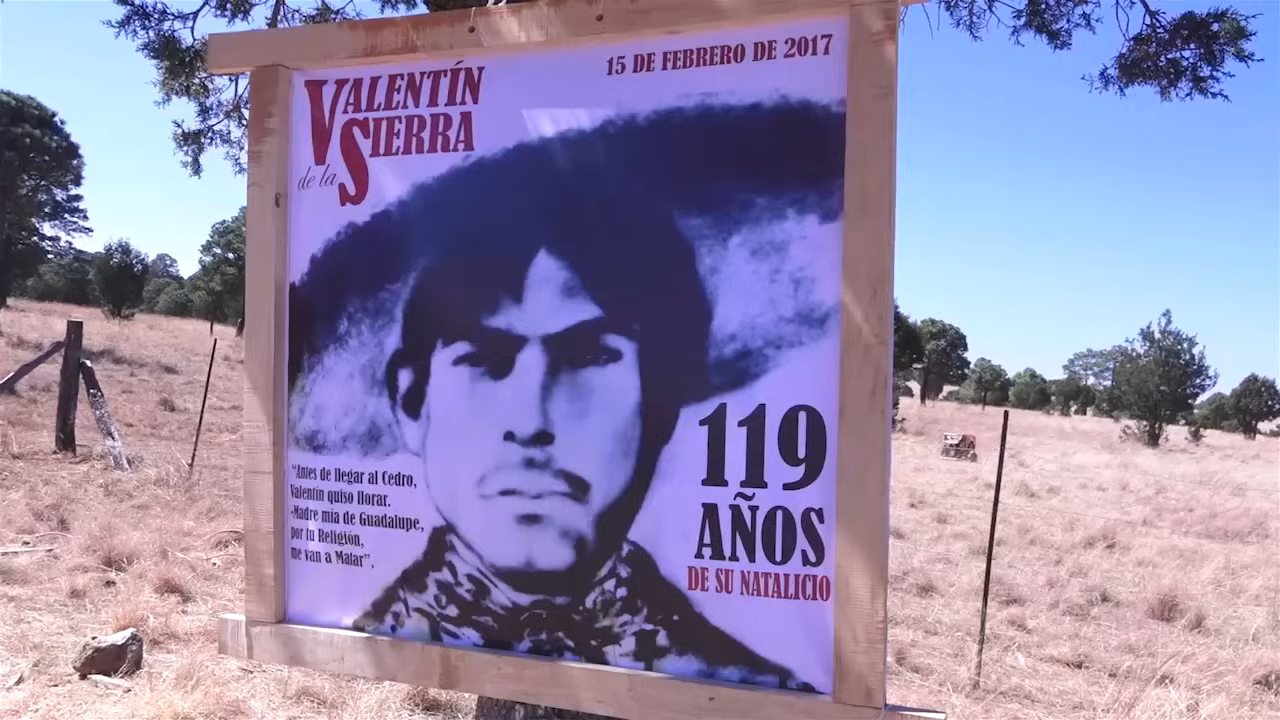 15 DE FEBRERO DE 2017
VALENTÍN
de la SIERRA
119
AÑOS
DE SU NATALICIO
"Antes de llegar al Cedro,
Valentín quiso llorar.
-Madre mía de Guadalupe,
por tu Religión,
me van a Matar".